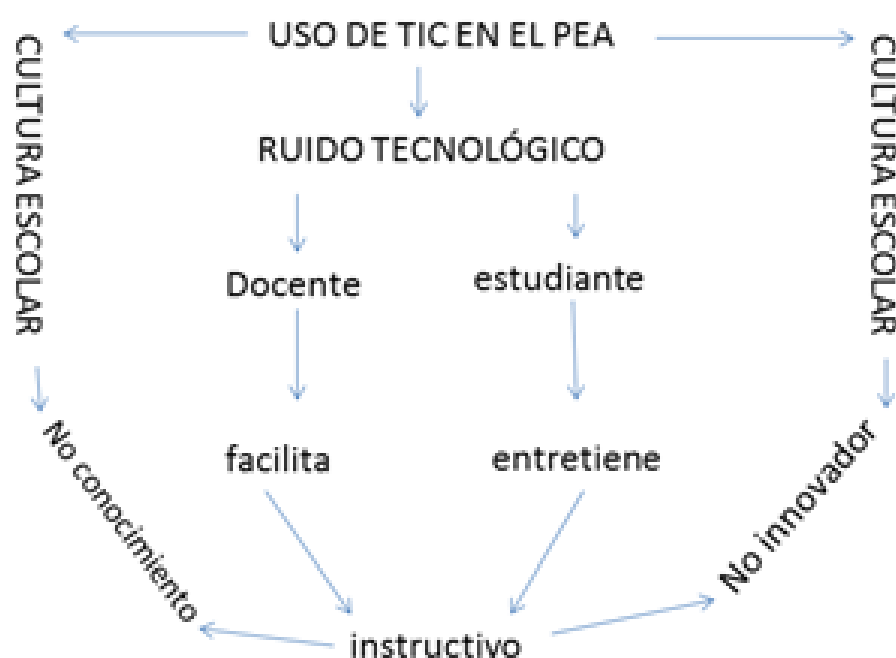 USO DE TIC EN EL PEA
CULTURA ESCOLAR
CULTURA ESCOLAR
RUIDO TECNOLÓGICO
Docente
estudiante
facilita
entretiene
No conocimiento
No innovador
instructivo